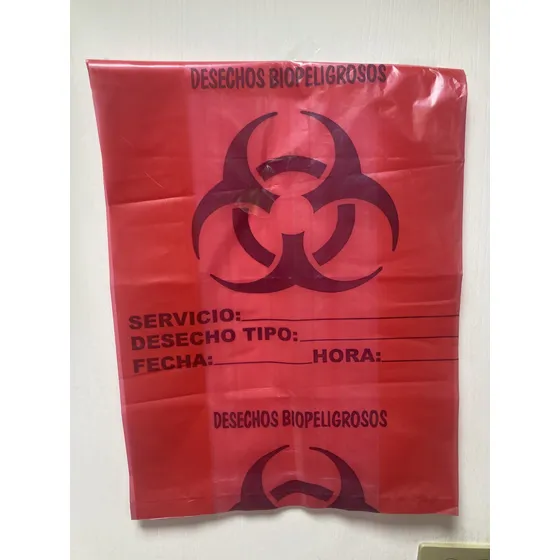 DESECHOS BIOPELIGROSOS
SERVICIO:
DESECHO TIPO:
FECHA: HORA:
DESECHOS BIOPELIGROSOS